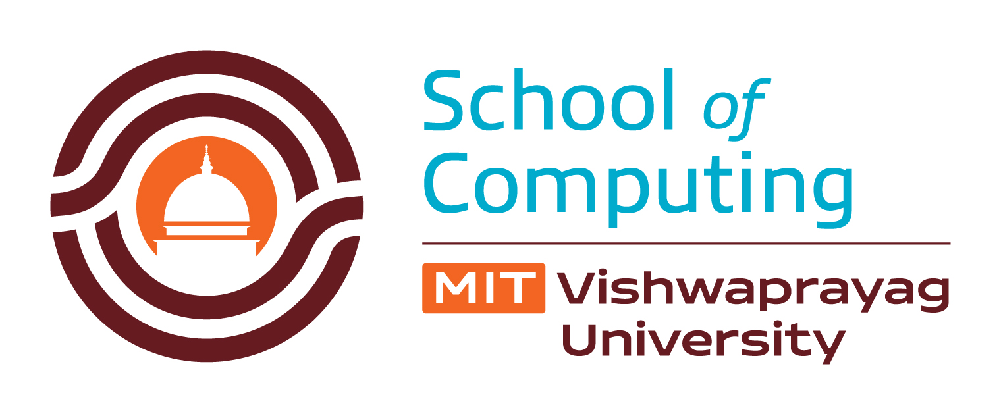 School of
Computing
MIT Vishwaprayag
University